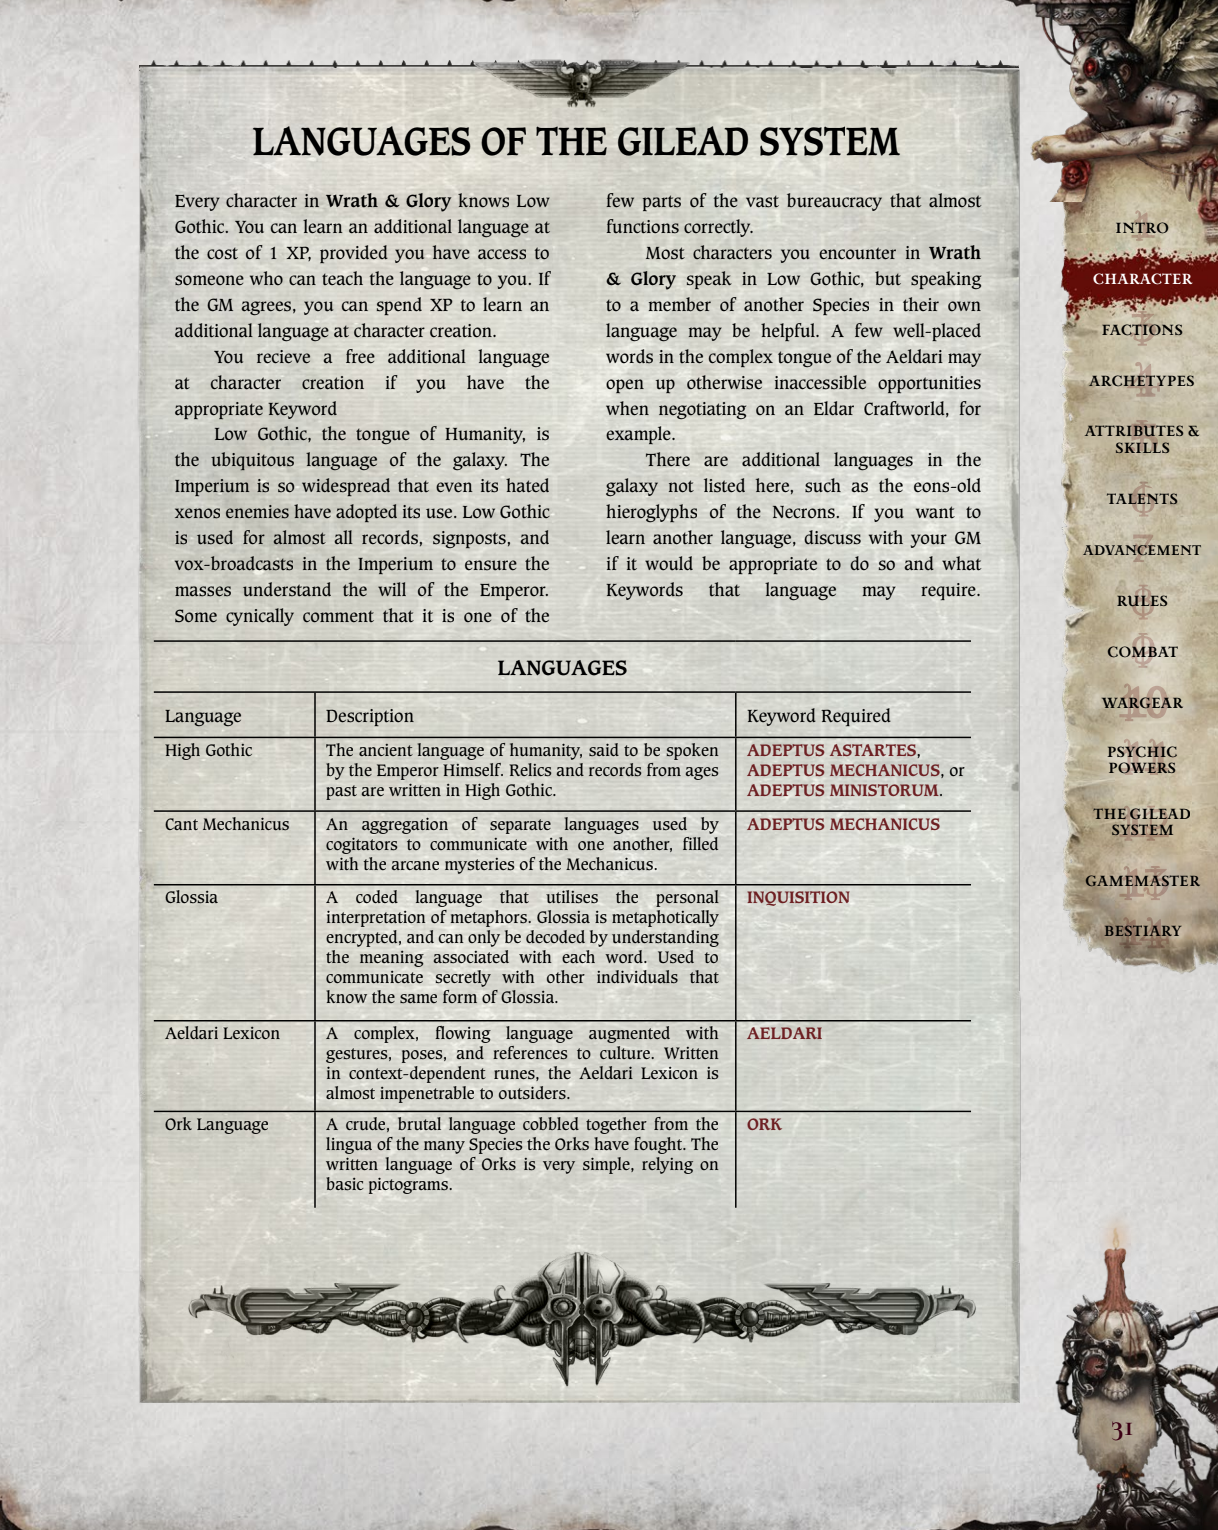 LANGUAGES OF THE GILEAD SYSTEM
Every character in Wrath & Glory knows Low
Gothic. You can learn an additional language at
the cost of 1 XP, provided you have access to
someone who can teach the language to you. If
the GM agrees, you can spend XP to learn an
additional language at character creation.
You recieve a free additional language
at character creation if you have the
appropriate Keyword
Low Gothic, the tongue of Humanity, is
the ubiquitous language of the galaxy. The
Imperium is so widespread that even its hated
xenos enemies have adopted its use. Low Gothic
is used for almost all records, signposts, and
vox-broadcasts in the Imperium to ensure the
masses understand the will of the Emperor.
Some cynically comment that it is one of the
few parts of the vast bureaucracy that almost
functions correctly.
Most characters you encounter in Wrath
& Glory speak in Low Gothic, but speaking
to a member of another Species in their own
language may be helpful. A few well-placed
words in the complex tongue of the Aeldari may
open up otherwise inaccessible opportunities
when negotiating on an Eldar Craftworld, for
example.
There are additional languages in the
galaxy not listed here, such as the eons-old
hieroglyphs of the Necrons. If you want to
learn another language, discuss with your GM
if it would be appropriate to do so and what
Keywords that language may require.
LANGUAGES
Language
Description
Keyword Required
High Gothic
The ancient language of humanity, said to be spoken
by the Emperor Himself. Relics and records from ages
past are written in High Gothic.
ADEPTUS ASTARTES,
ADEPTUS MECHANICUS, or
ADEPTUS MINISTORUM.
Cant Mechanicus
An aggregation of separate languages used by
cogitators to communicate with one another, filled
with the arcane mysteries of the Mechanicus.
ADEPTUS MECHANICUS
Glossia
A coded language that utilises the personal
interpretation of metaphors. Glossia is metaphotically
encrypted, and can only be decoded by understanding
the meaning associated with each word. Used to
communicate secretly with other individuals that
know the same form of Glossia.
INQUISITION
Aeldari Lexicon
A complex, flowing language augmented with
gestures, poses, and references to culture. Written
in context-dependent runes, the Aeldari Lexicon is
almost impenetrable to outsiders.
AELDARI
Ork Language
A crude, brutal language cobbled together from the
lingua of the many Species the Orks have fought. The
written language of Orks is very simple, relying on
basic pictograms.
ORK
INTRO
CHARACTER
FACTIONS
ARCHETYPES
ATTRIBUTES &
SKILLS
TALENTS
ADVANCEMENT
RULES
COMBAT
WARGEAR
PSYCHIC
POWERS
THE GILEAD
SYSTEM
GAMEMASTER
BESTIARY
31